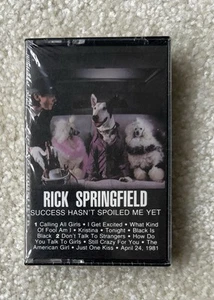 RICK SPRINGFIELD
SUCCESS HASN'T SPOILED ME YET
1 Calling All Girls • I Get Excited • What Kind
Of Fool Am I • Kristina • Tonight • Black Is
Black 2 Don't Talk To Strangers • How Do
You Talk To Girls • Still Crazy For You • The
American Girl • Just One Kiss • April 24, 1981